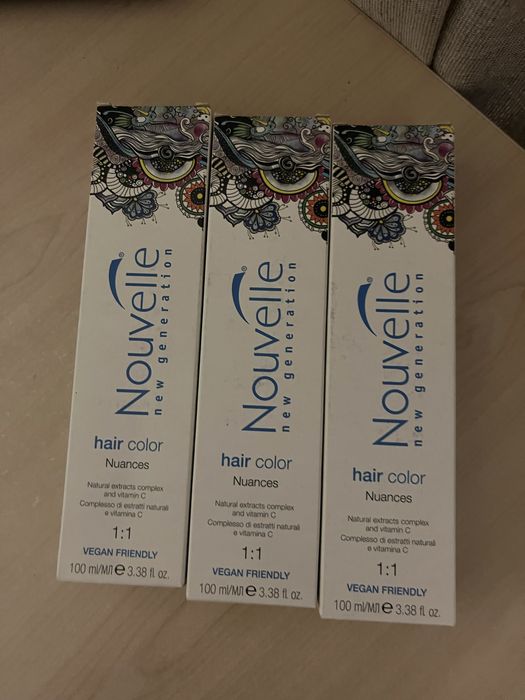 Nouvelle®
new generation
hair color
Nuances
Natural extracts complex
and vitamin C
Complesso di estratti naturali
e vitamina C
1:1
VEGAN FRIENDLY
100 ml/МЛ e 3.38 fl. oz.
Nouvelle®
new generation
hair color
Nuances
Natural extracts complex
and vitamin C
Complesso di estratti naturali
e vitamina C
1:1
VEGAN FRIENDLY
100 ml/МЛ e 3.38 fl. oz.
Nouvelle®
new generation
hair color
Nuances
Natural extracts complex
and vitamin C
Complesso di estratti naturali
e vitamina C
1:1
VEGAN FRIENDLY
100 ml/МЛ e 3.38 fl. oz.